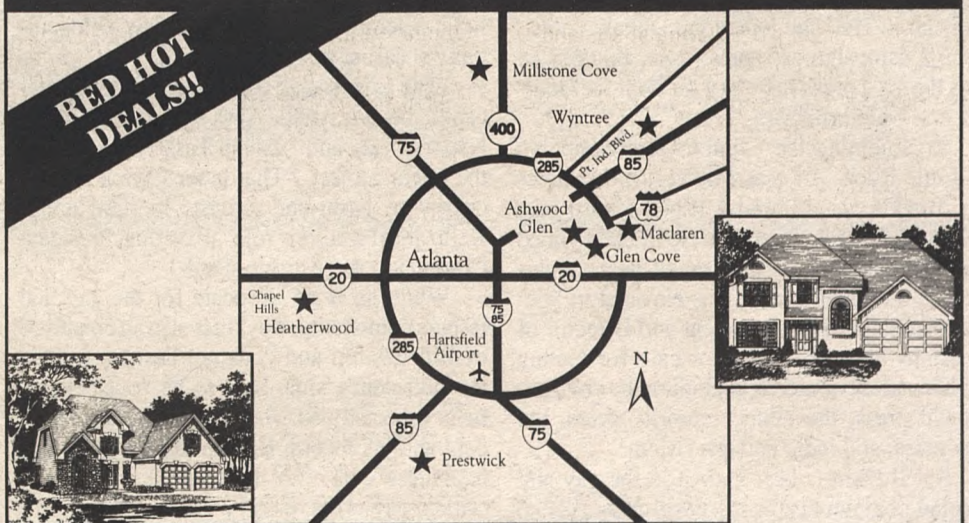 RED HOT
DEALS!!
Millstone Cove
400
Wyntree
75
285
Pt. Ind. Blvd.
85
78
Ashwood
Glen
Maclaren
Glen Cove
Atlanta
20
20
Chapel
Hills
Heatherwood
75
85
Hartsfield
Airport
285
N
85
75
Prestwick